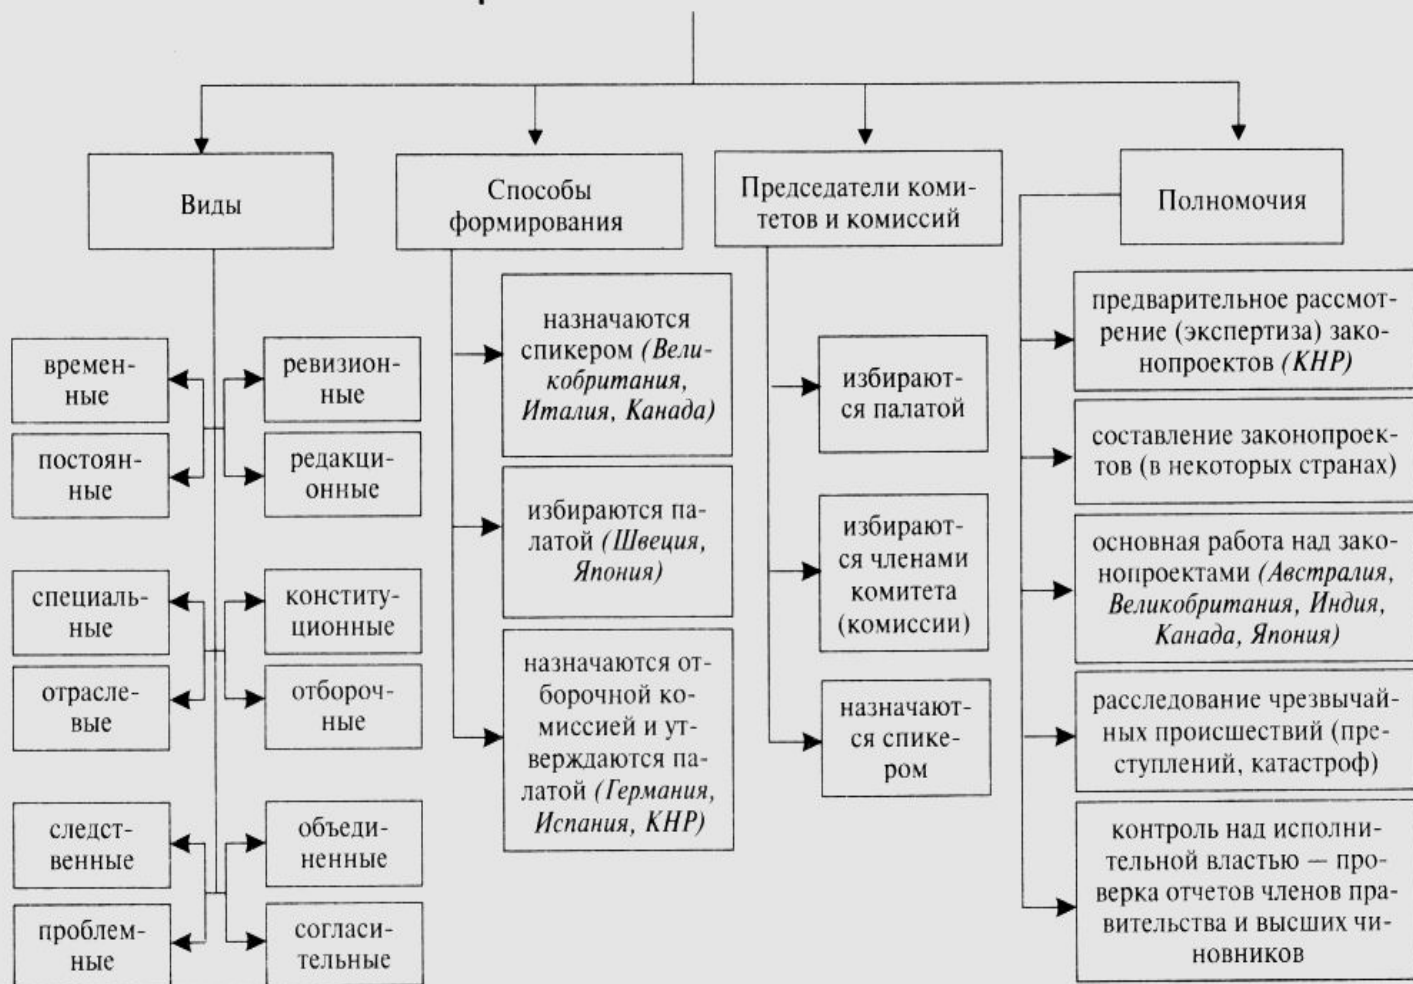 Виды
Способы
формирования
Председатели коми-
тетов и комиссий
Полномочия
времен-
ные
ревизион-
ные
постоян-
ные
редакци-
онные
специаль-
ные
конститу-
ционные
отрасле-
вые
отбороч-
ные
следст-
венные
объеди-
ненные
проблем-
ные
согласи-
тельные
назначаются
спикером (Вели-
кобритания,
Италия, Канада)
избираются па-
латой (Швеция,
Япония)
назначаются от-
борочной ко-
миссией и ут-
верждаются па-
латой (Германия,
Испания, КНР)
избирают-
ся палатой
избирают-
ся членами
комитета
(комиссии)
назначают-
ся спике-
ром
предварительное рассмот-
рение (экспертиза) зако-
нопроектов (КНР)
составление законопроек-
тов (в некоторых странах)
основная работа над зако-
нопроектами (Австралия,
Великобритания, Индия,
Канада, Япония)
расследование чрезвычай-
ных происшествий (пре-
ступлений, катастроф)
контроль над исполни-
тельной властью — про-
верка отчетов членов пра-
вительства и высших чи-
новников